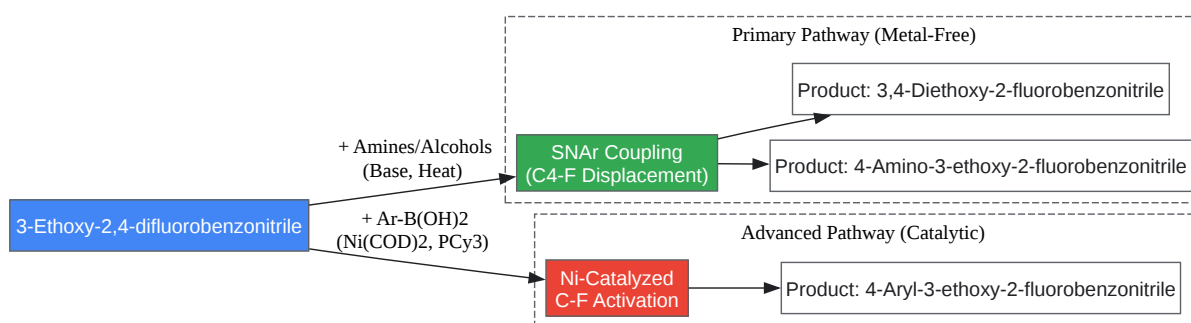 Primary Pathway (Metal-Free)
Product: 3,4-Diethoxy-2-fluorobenzonitrile
+ Amines/Alcohols
(Base, Heat)
SNAr Coupling
(C4-F Displacement)
Product: 4-Amino-3-ethoxy-2-fluorobenzonitrile
3-Ethoxy-2,4-difluorobenzonitrile
+ Ar-B(OH)2
(Ni(COD)2, PCy3)
Advanced Pathway (Catalytic)
Ni-Catalyzed
C-F Activation
Product: 4-Aryl-3-ethoxy-2-fluorobenzonitrile